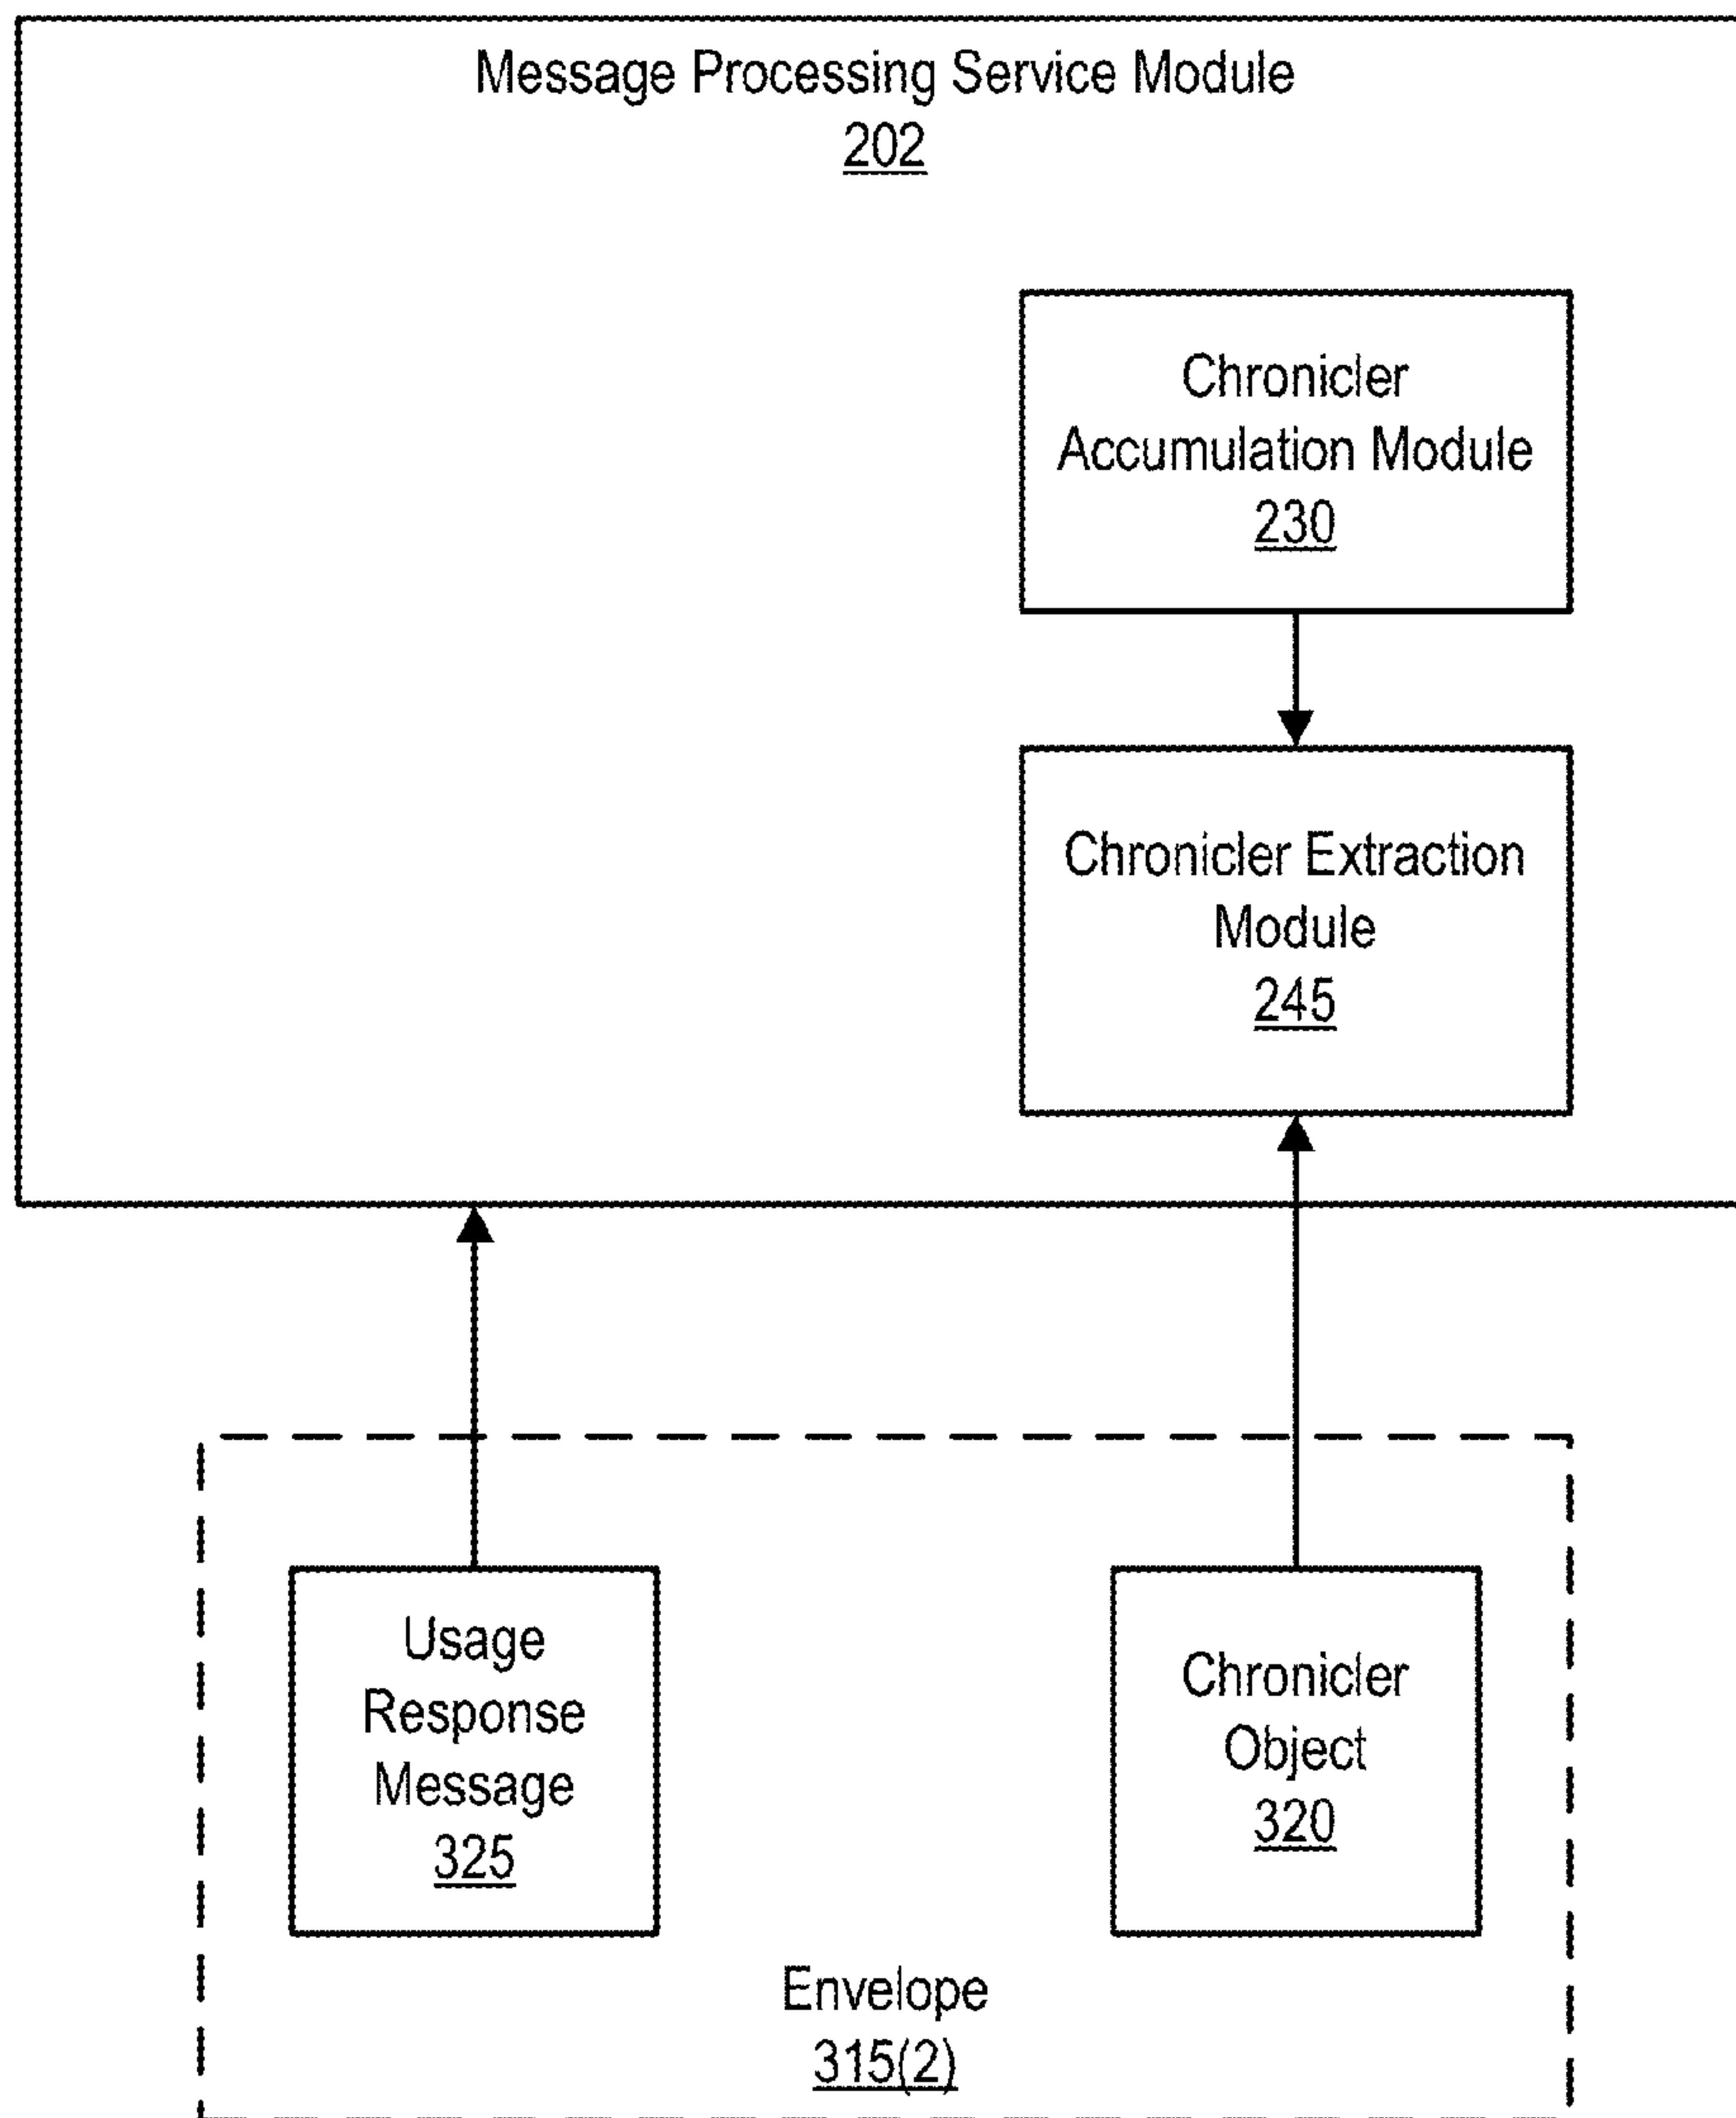 Message Processing Service Module
202
Chronicler
Accumulation Module
230
Chronicler Extraction
Module
245
Usage
Response
Message
325
Chronicler
Object
320
Envelope
315(2)